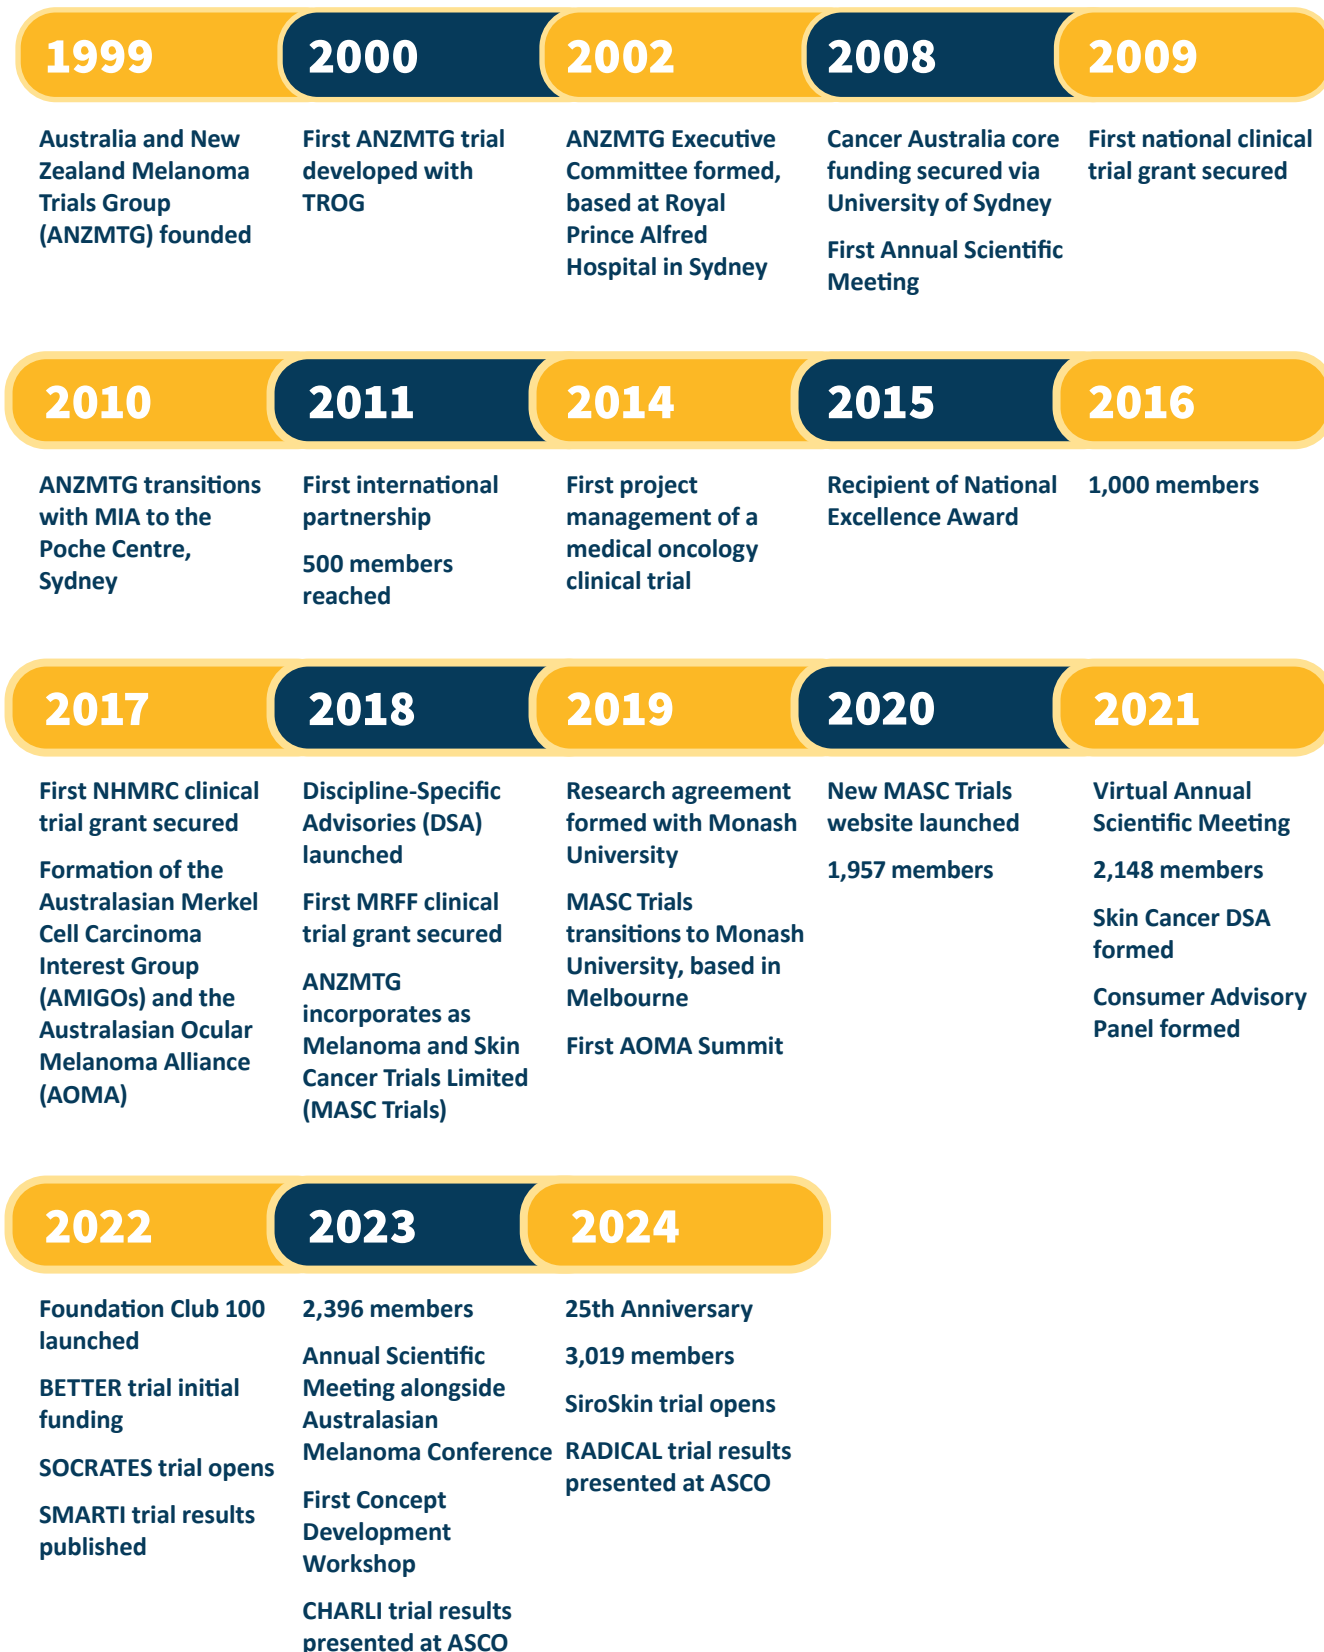 1999
Australia and New
Zealand Melanoma
Trials Group
(ANZMTG) founded
2000
First ANZMTG trial
developed with
TROG
2002
ANZMTG Executive
Committee formed,
based at Royal
Prince Alfred
Hospital in Sydney
2008
Cancer Australia core
funding secured via
University of Sydney
First Annual Scientific
Meeting
2009
First national clinical
trial grant secured
2010
ANZMTG transitions
with MIA to the
Poche Centre,
Sydney
2011
First international
partnership
500 members
reached
2014
First project
management of a
medical oncology
clinical trial
2015
Recipient of National
Excellence Award
2016
1,000 members
2017
First NHMRC clinical
trial grant secured
Formation of the
Australasian Merkel
Cell Carcinoma
Interest Group
(AMIGOs) and the
Australasian Ocular
Melanoma Alliance
(AOMA)
2018
Discipline-Specific
Advisories (DSA)
launched
First MRFF clinical
trial grant secured
ANZMTG
incorporates as
Melanoma and Skin
Cancer Trials Limited
(MASC Trials)
2019
Research agreement
formed with Monash
University
MASC Trials
transitions to Monash
University, based in
Melbourne
First AOMA Summit
2020
New MASC Trials
website launched
1,957 members
2021
Virtual Annual
Scientific Meeting
2,148 members
Skin Cancer DSA
formed
Consumer Advisory
Panel formed
2022
Foundation Club 100
launched
BETTER trial initial
funding
SOCRATES trial opens
SMARTI trial results
published
2023
2,396 members
Annual Scientific
Meeting alongside
Australasian
Melanoma Conference
First Concept
Development
Workshop
CHARLI trial results
presented at ASCO
2024
25th Anniversary
3,019 members
SiroSkin trial opens
RADICAL trial results
presented at ASCO